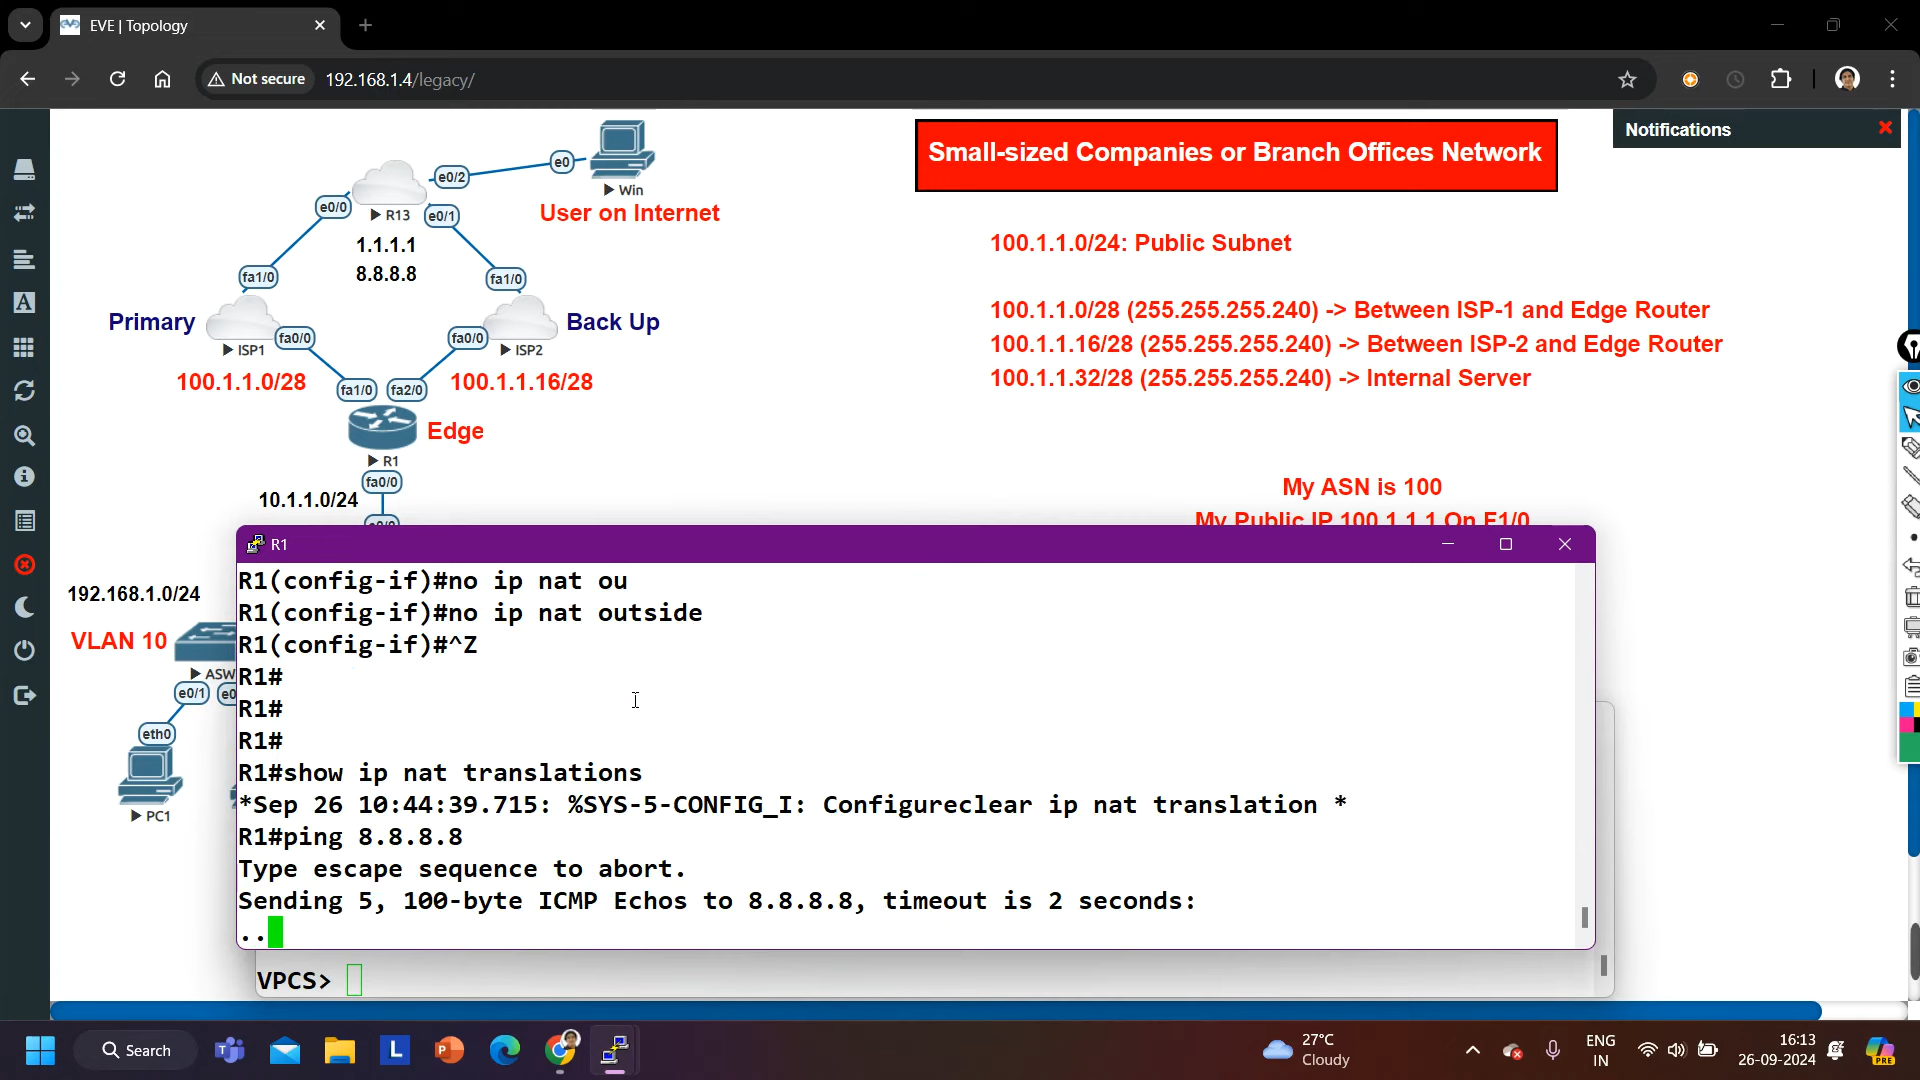 EVE | Topology
Not secure
192.168.1.4/legacy/
Notifications
Small-sized Companies or Branch Offices Network
e0
Win
User on Internet
e0/2
R13
e0/0
e0/1
1.1.1.1
8.8.8.8
100.1.1.0/24: Public Subnet
fa1/0
fa1/0
Primary
Back Up
100.1.1.0/28 (255.255.255.240) -> Between ISP-1 and Edge Router
100.1.1.16/28 (255.255.255.240) -> Between ISP-2 and Edge Router
100.1.1.32/28 (255.255.255.240) -> Internal Server
fa0/0
fa0/0
ISP1
ISP2
100.1.1.0/28
fa1/0
fa2/0
100.1.1.16/28
Edge
R1
fa0/0
10.1.1.0/24
My ASN is 100
My Public IP 100.1.1.1 On F1/0
192.168.1.0/24
VLAN 10
ASW
e0/1
eth0
PC1
R1
R1(config-if)#no ip nat ou
R1(config-if)#no ip nat outside
R1(config-if)#^Z
R1#
R1#
R1#
R1#show ip nat translations
*Sep 26 10:44:39.715: %SYS-5-CONFIG_I: Configureclear ip nat translation *
R1#ping 8.8.8.8
Type escape sequence to abort.
Sending 5, 100-byte ICMP Echos to 8.8.8.8, timeout is 2 seconds:
..
VPCS>
Search
27°C
Cloudy
ENG
IN
16:13
26-09-2024